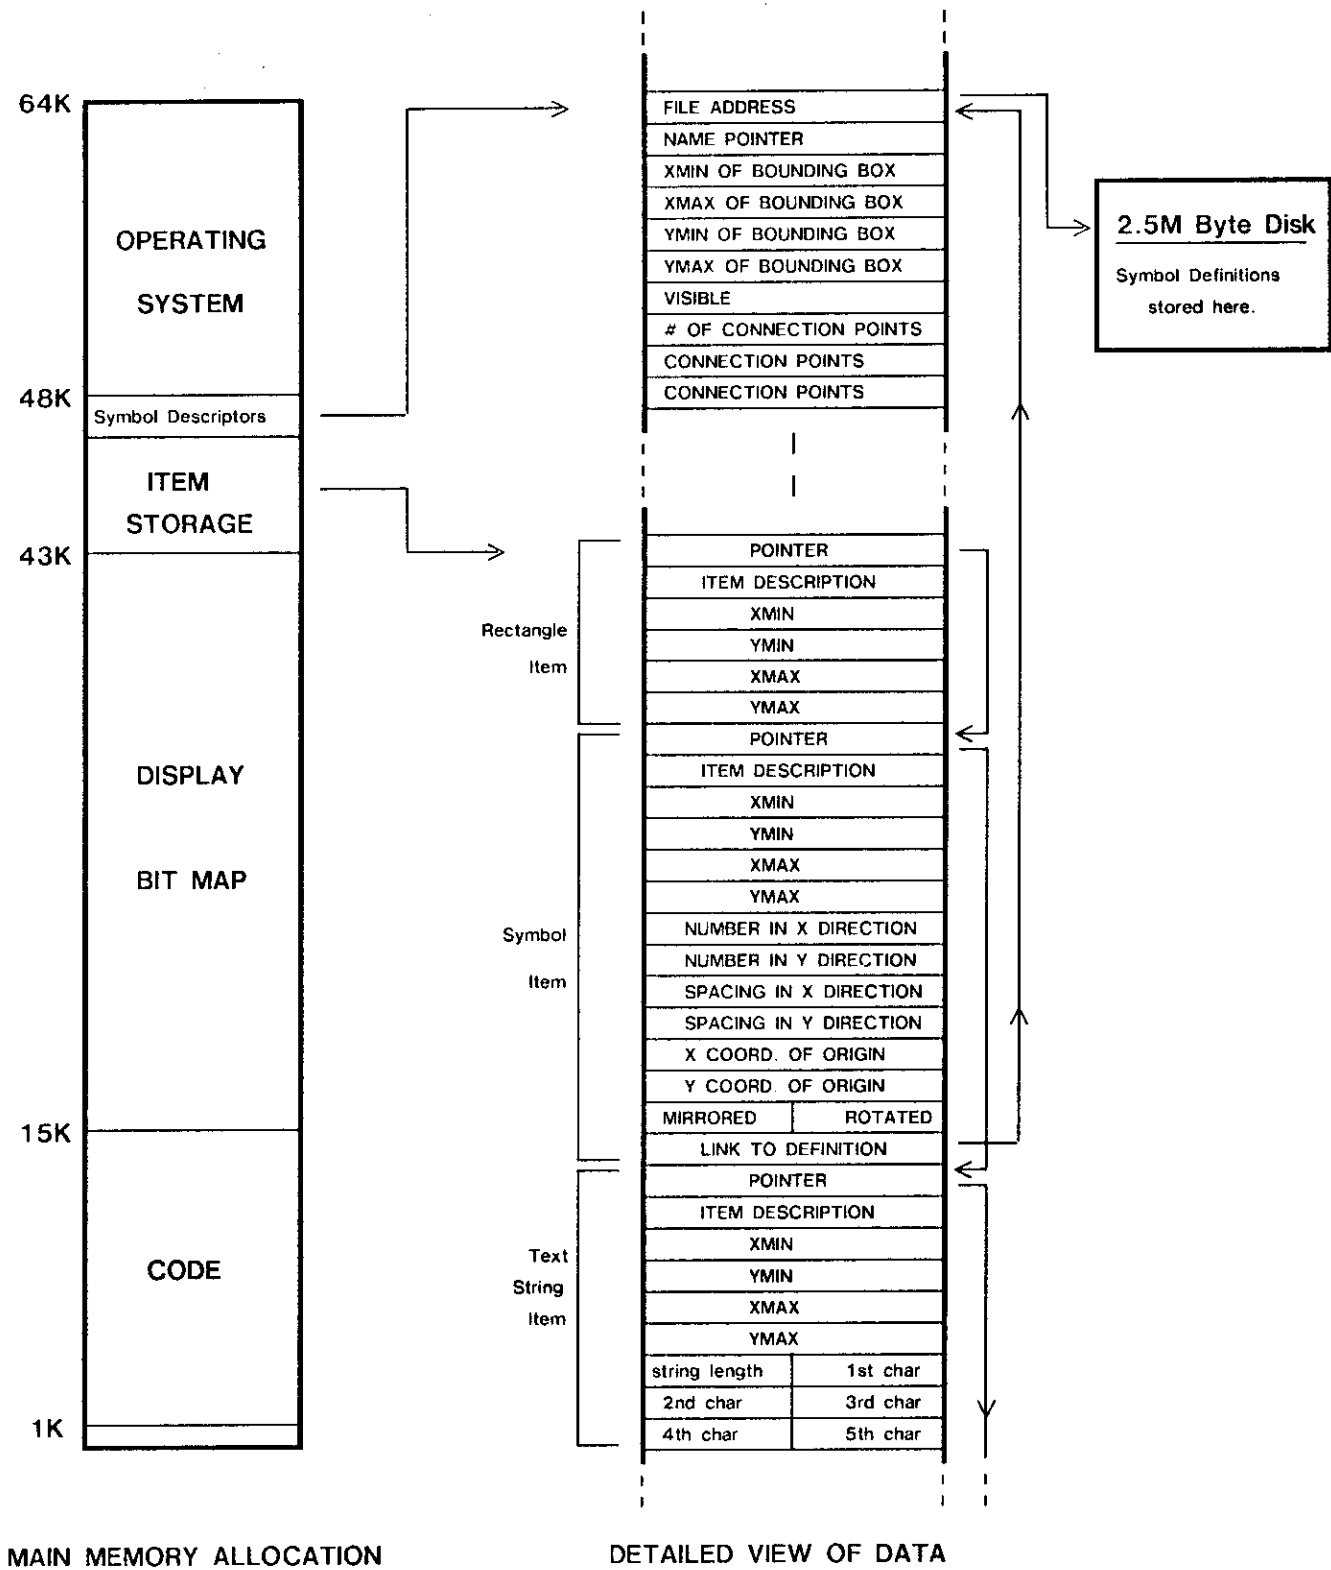 64K
OPERATING
SYSTEM
48K
Symbol Descriptors
ITEM
STORAGE
43K
DISPLAY
BIT MAP
15K
CODE
1K
MAIN MEMORY ALLOCATION
FILE ADDRESS
NAME POINTER
XMIN OF BOUNDING BOX
XMAX OF BOUNDING BOX
YMIN OF BOUNDING BOX
YMAX OF BOUNDING BOX
VISIBLE
# OF CONNECTION POINTS
CONNECTION POINTS
CONNECTION POINTS
2.5M Byte Disk
Symbol Definitions
stored here.
Rectangle
Item
POINTER
ITEM DESCRIPTION
XMIN
YMIN
XMAX
YMAX
Symbol
Item
POINTER
ITEM DESCRIPTION
XMIN
YMIN
XMAX
YMAX
NUMBER IN X DIRECTION
NUMBER IN Y DIRECTION
SPACING IN X DIRECTION
SPACING IN Y DIRECTION
X COORD. OF ORIGIN
Y COORD. OF ORIGIN
MIRRORED ROTATED
LINK TO DEFINITION
Text
String
Item
POINTER
ITEM DESCRIPTION
XMIN
YMIN
XMAX
YMAX
string length 1st char
2nd char 3rd char
4th char 5th char
DETAILED VIEW OF DATA